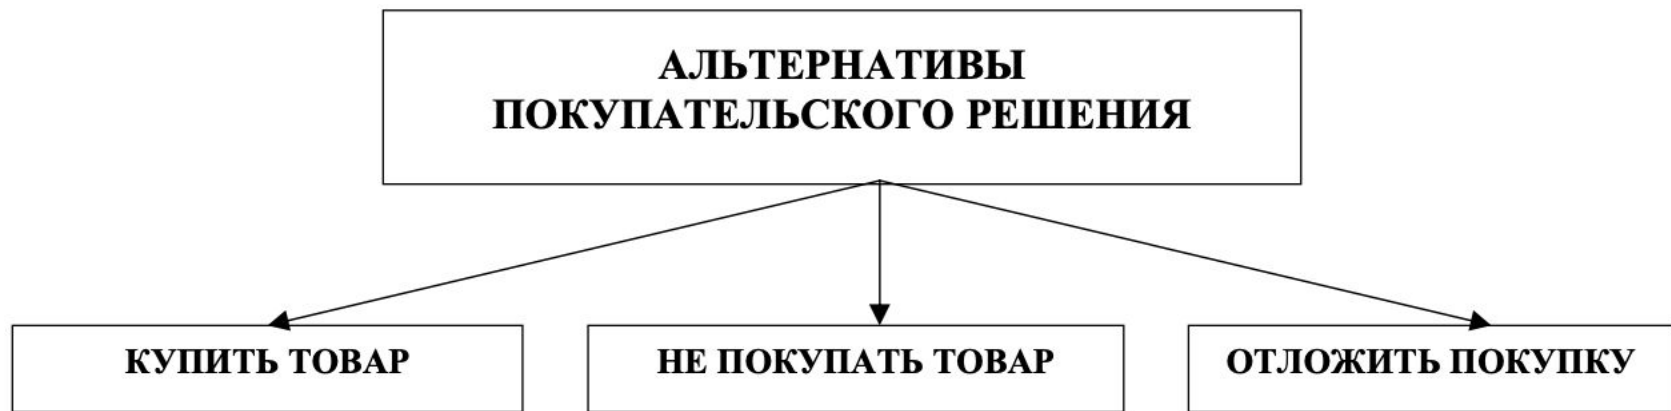 АЛЬТЕРНАТИВЫ
ПОКУПАТЕЛЬСКОГО РЕШЕНИЯ
КУПИТЬ ТОВАР
НЕ ПОКУПАТЬ ТОВАР
ОТЛОЖИТЬ ПОКУПКУ